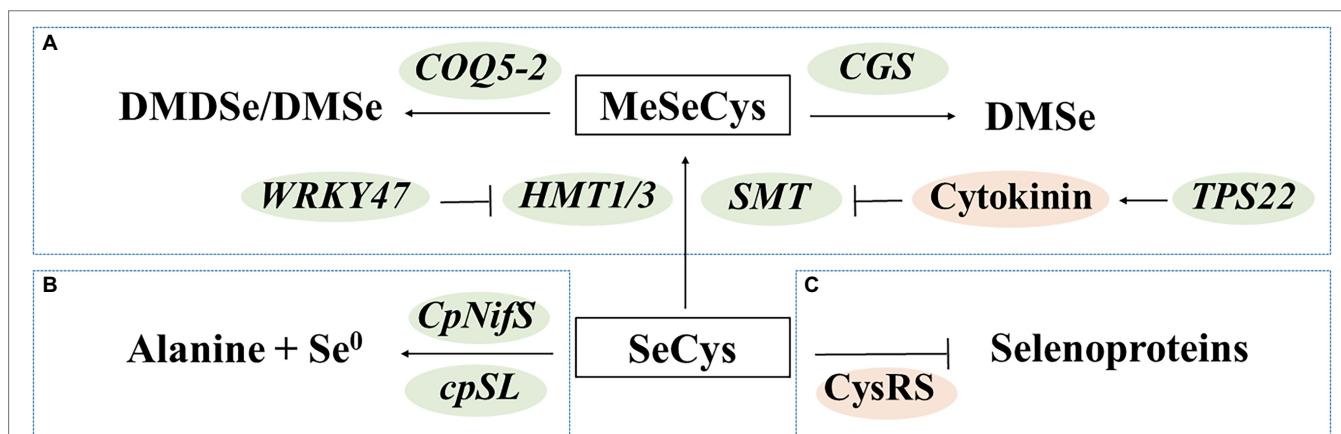 A
COQ5-2
CGS
DMDSe/DMSe
MeSeCys
DMSe
WRKY47
HMT1/3
SMT
Cytokinin
TPS22
B
C
CpNifS
Alanine + Se⁰
SeCys
Selenoproteins
cpSL
CysRS